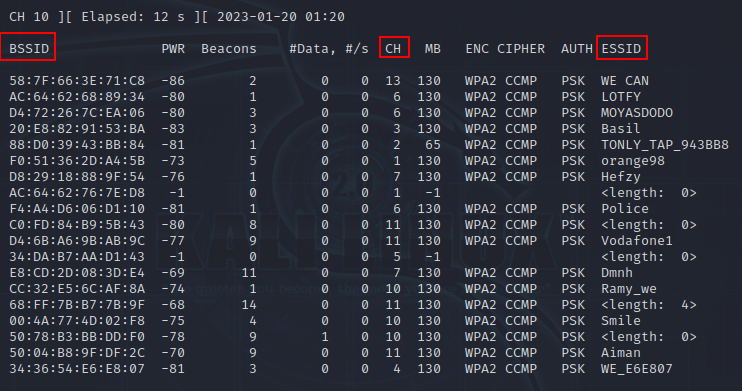 CH 10 ][ Elapsed: 12 s ][ 2023-01-20 01:20
BSSID PWR Beacons #Data, #/s CH MB ENC CIPHER AUTH ESSID
58:7F:66:3E:71:C8 -86 2 0 0 13 130 WPA2 CCMP PSK WE CAN
AC:64:62:68:89:34 -80 1 0 0 6 130 WPA2 CCMP PSK LOTFY
D4:72:26:7C:EA:06 -80 3 0 0 6 130 WPA2 CCMP PSK MOYASDODO
20:E8:82:91:53:BA -83 3 0 0 3 130 WPA2 CCMP PSK Basil
88:D0:39:43:BB:84 -81 1 0 0 2 65 WPA2 CCMP PSK TONLY_TAP_943BB8
F0:51:36:2D:A4:5B -73 5 0 0 1 130 WPA2 CCMP PSK orange98
D8:29:18:88:9F:54 -76 1 0 0 7 130 WPA2 CCMP PSK Hefzy
AC:64:62:76:7E:D8 -1 0 0 0 1 -1 <length: 0>
F4:A4:D6:06:D1:10 -81 1 0 0 6 130 WPA2 CCMP PSK Police
C0:FD:84:B9:5B:43 -80 8 0 0 11 130 WPA2 CCMP PSK <length: 0>
D4:6B:A6:9B:AB:9C -77 9 0 0 11 130 WPA2 CCMP PSK Vodafone1
34:DA:B7:AA:D1:43 -1 0 0 0 5 -1 <length: 0>
E8:CD:2D:08:3D:E4 -69 11 0 0 7 130 WPA2 CCMP PSK Dmnh
CC:32:E5:6C:AF:8A -74 1 0 0 10 130 WPA2 CCMP PSK Ramy_we
68:FF:7B:B7:7B:9F -68 14 0 0 11 130 WPA2 CCMP PSK <length: 4>
00:4A:77:4D:02:F8 -75 4 0 0 10 130 WPA2 CCMP PSK Smile
50:78:B3:BB:DD:F0 -78 9 1 0 10 130 WPA2 CCMP PSK <length: 0>
50:04:B8:9F:DF:2C -70 9 0 0 11 130 WPA2 CCMP PSK Aiman
34:36:54:E6:E8:07 -81 3 0 0 4 130 WPA2 CCMP PSK WE_E6E807